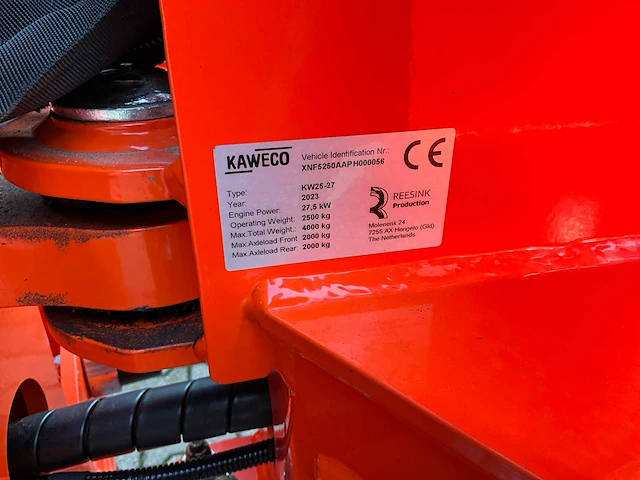 KAWECO
Vehicle Identification Nr.:
XNF5250AAPH000056
CE
Type: KW25-27
Year: 2023
Engine Power: 27,5 kW
Operating Weight: 2500 kg
Max.Total Weight.: 4000 kg
Max.Axleload Front 2000 kg
Max.Axleload Rear 2000 kg
REESINK
Production
Molenenk 24
7255 AX Hengelo (Gld)
The Netherlands